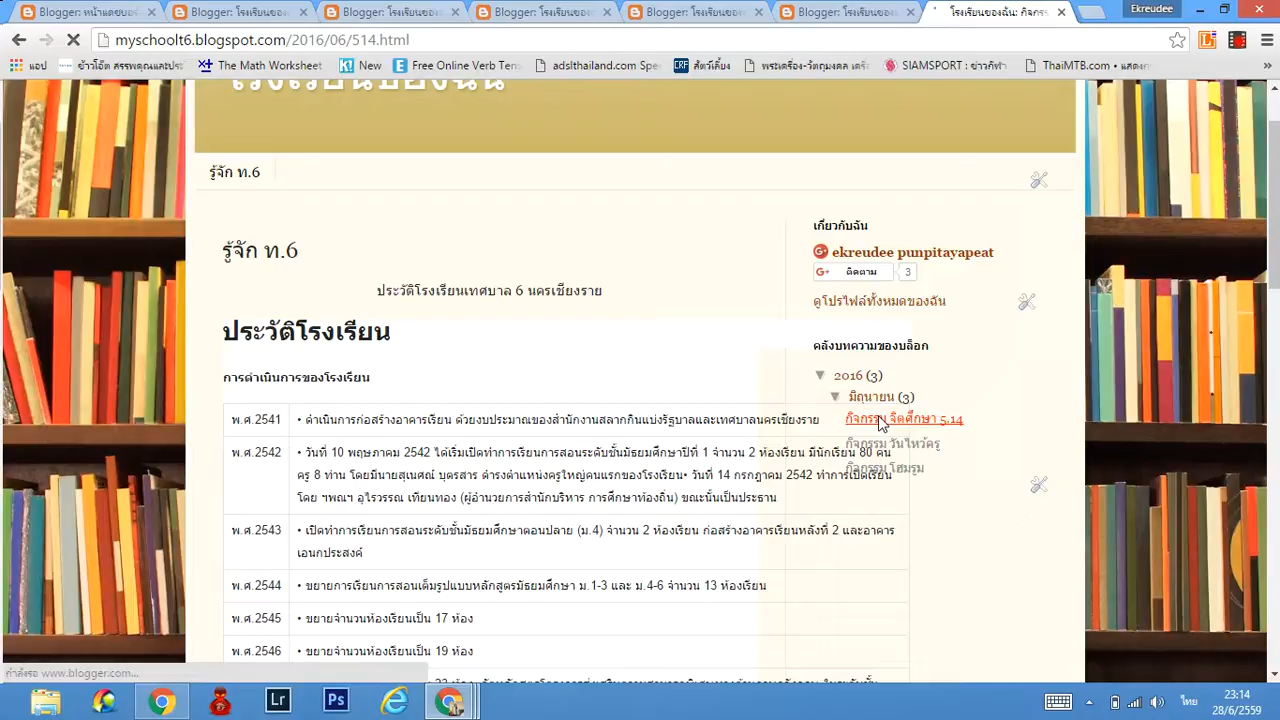 Ekreudee
Blogger: หน้าแดชบอร์
Blogger: โรงเรียนของ
Blogger: โรงเรียนของ
Blogger: โรงเรียนของ
Blogger: โรงเรียนของ
Blogger: โรงเรียนของ
โรงเรียนของฉัน: กิจกร
myschoolt6.blogspot.com/2016/06/514.html
แอป
The Math Worksheet
New
Free Online Verb Ten
adslthailand.com Spe
SIAMSPORT : ข่าวกีฬา
ThaiMTB.com • แสดง
โรงเรียนของฉัน
รู้จัก ท.6
รู้จัก ท.6
ประวัติโรงเรียนเทศบาล 6 นครเชียงราย
ประวัติโรงเรียน
การดำเนินการของโรงเรียน
พ.ศ.2541 • ดำเนินการก่อสร้างอาคารเรียน ด้วยงบประมาณของสำนักงานสลากกินแบ่งรัฐบาลและเทศบาลนครเชียงราย
พ.ศ.2542 • วันที่ 10 พฤษภาคม 2542 ได้เริ่มเปิดทำการเรียนการสอนระดับชั้นมัธยมศึกษาปีที่ 1 จำนวน 2 ห้องเรียน มีนักเรียน 80 คน
ครู 8 ท่าน โดยมีนายสุเนศณ์ บุตรสาร ดำรงตำแหน่งครูใหญ่คนแรกของโรงเรียน• วันที่ 14 กรกฎาคม 2542 ทำการเปิดเรียน
โดย ฯพณฯ อุไรวรรณ เทียนทอง (ผู้อำนวยการสำนักบริหาร การศึกษาท้องถิ่น) ขณะนั้นเป็นประธาน
พ.ศ.2543 • เปิดทำการเรียนการสอนระดับชั้นมัธยมศึกษาตอนปลาย (ม.4) จำนวน 2 ห้องเรียน ก่อสร้างอาคารเรียนหลังที่ 2 และอาคาร
เอนกประสงค์
พ.ศ.2544 • ขยายการเรียนการสอนเต็มรูปแบบหลักสูตรมัธยมศึกษา ม.1-3 และ ม.4-6 จำนวน 13 ห้องเรียน
พ.ศ.2545 • ขยายจำนวนห้องเรียนเป็น 17 ห้อง
พ.ศ.2546 • ขยายจำนวนห้องเรียนเป็น 19 ห้อง
เกี่ยวกับฉัน
ekreudee punpitayapeat
G+ ติดตาม 3
ดูโปรไฟล์ทั้งหมดของฉัน
คลังบทความของบล็อก
▼ 2016 (3)
▼ มิถุนายน (3)
กิจกรรม จิตศึกษา 5.14
กิจกรรม วันไหว้ครู
กิจกรรม โฮมรูม
กำลังรอ www.blogger.com...
Lr
Ps
ไทย
23:14
28/6/2559